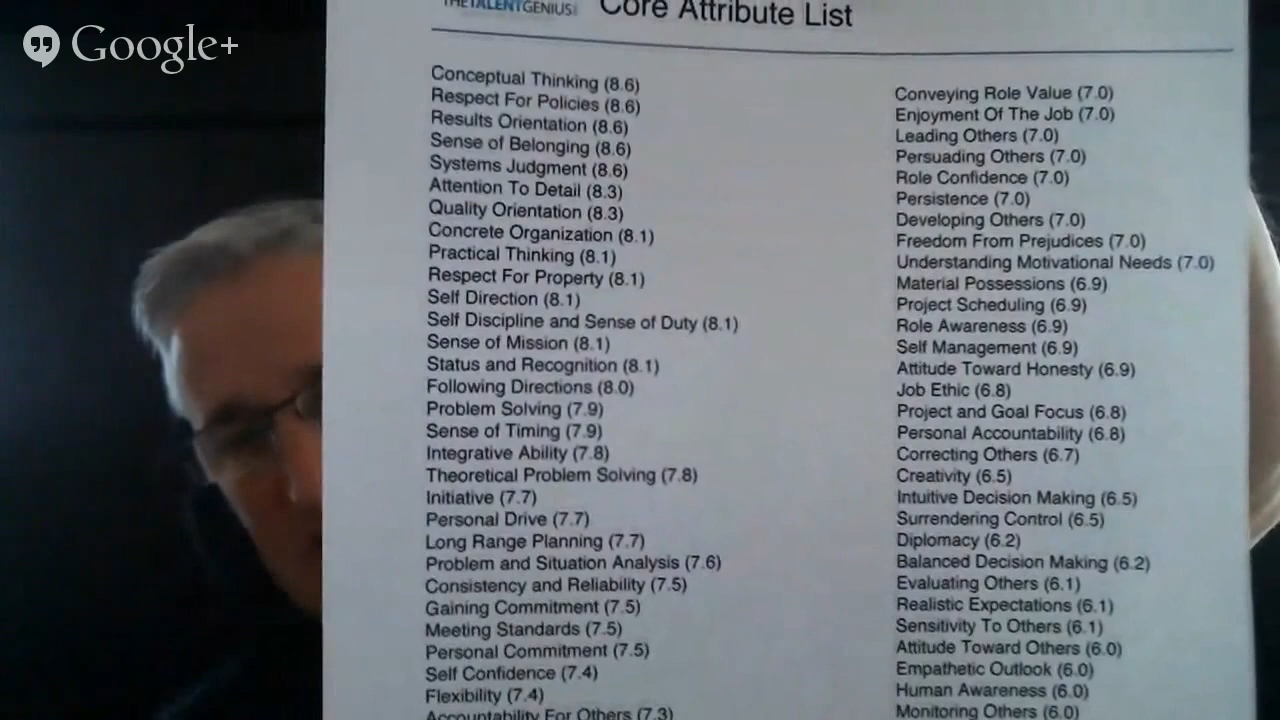 Google+
THETALENTGENIUS
Core Attribute List
Conceptual Thinking (8.6)
Respect For Policies (8.6)
Results Orientation (8.6)
Sense of Belonging (8.6)
Systems Judgment (8.6)
Attention To Detail (8.3)
Quality Orientation (8.3)
Concrete Organization (8.1)
Practical Thinking (8.1)
Respect For Property (8.1)
Self Direction (8.1)
Self Discipline and Sense of Duty (8.1)
Sense of Mission (8.1)
Status and Recognition (8.1)
Following Directions (8.0)
Problem Solving (7.9)
Sense of Timing (7.9)
Integrative Ability (7.8)
Theoretical Problem Solving (7.8)
Initiative (7.7)
Personal Drive (7.7)
Long Range Planning (7.7)
Problem and Situation Analysis (7.6)
Consistency and Reliability (7.5)
Gaining Commitment (7.5)
Meeting Standards (7.5)
Personal Commitment (7.5)
Self Confidence (7.4)
Flexibility (7.4)
Accountability For Others (7.3)
Conveying Role Value (7.0)
Enjoyment Of The Job (7.0)
Leading Others (7.0)
Persuading Others (7.0)
Role Confidence (7.0)
Persistence (7.0)
Developing Others (7.0)
Freedom From Prejudices (7.0)
Understanding Motivational Needs (7.0)
Material Possessions (6.9)
Project Scheduling (6.9)
Role Awareness (6.9)
Self Management (6.9)
Attitude Toward Honesty (6.9)
Job Ethic (6.8)
Project and Goal Focus (6.8)
Personal Accountability (6.8)
Correcting Others (6.7)
Creativity (6.5)
Intuitive Decision Making (6.5)
Surrendering Control (6.5)
Diplomacy (6.2)
Balanced Decision Making (6.2)
Evaluating Others (6.1)
Realistic Expectations (6.1)
Sensitivity To Others (6.1)
Attitude Toward Others (6.0)
Empathetic Outlook (6.0)
Human Awareness (6.0)
Monitoring Others (6.0)